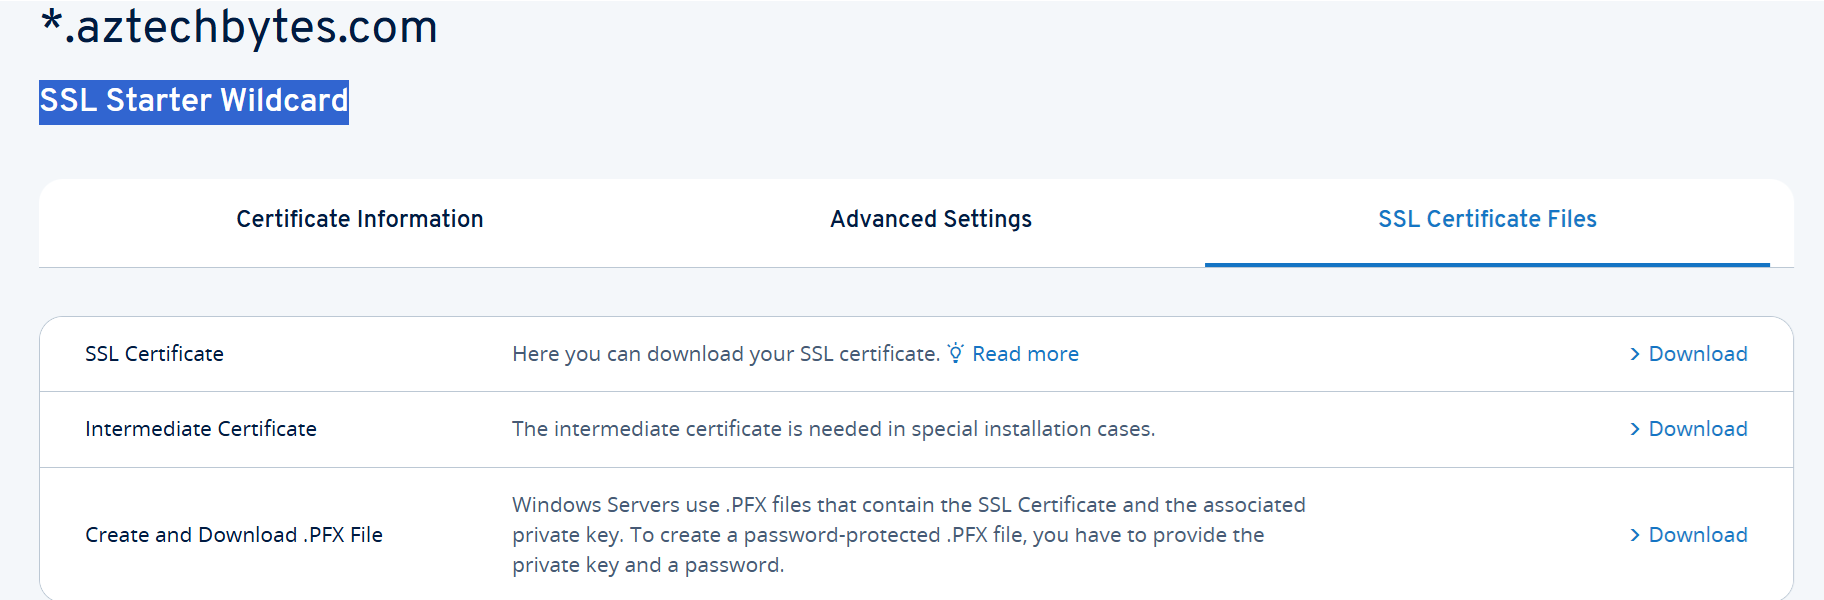 *.aztechbytes.com
SSL Starter Wildcard
Certificate Information
Advanced Settings
SSL Certificate Files
SSL Certificate
Here you can download your SSL certificate. Read more
> Download
Intermediate Certificate
The intermediate certificate is needed in special installation cases.
> Download
Create and Download .PFX File
Windows Servers use .PFX files that contain the SSL Certificate and the associated
private key. To create a password-protected .PFX file, you have to provide the
private key and a password.
> Download